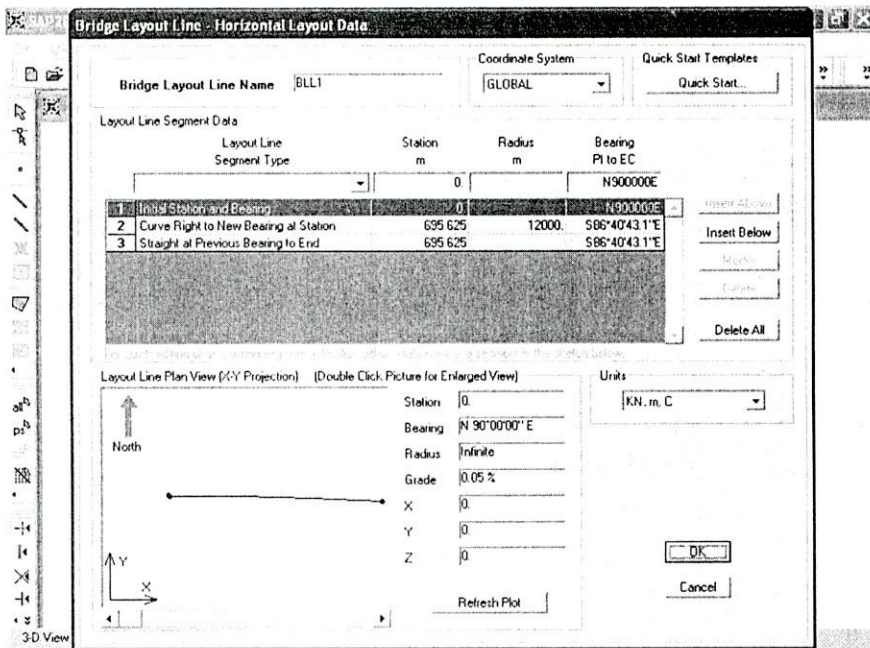 Bridge Layout Line - Horizontal Layout Data
Coordinate System
Quick Start Templates
Bridge Layout Line Name
BLL1
GLOBAL
Quick Start...
Layout Line Segment Data
Layout Line
Segment Type
Station
m
Radius
m
Bearing
PI to EC
0.
N900000E
1 Initial Station and Bearing 0. N900000E
2 Curve Right to New Bearing at Station 695.625 12000. S86°40'43.1"E
3 Straight at Previous Bearing to End 695.625 S86°40'43.1"E
Insert Above
Insert Below
Modify
Delete
Delete All
Layout Line Plan View (X-Y Projection)
(Double Click Picture for Enlarged View)
North
Y
X
Station 0.
Bearing N 90°00'00" E
Radius Infinite
Grade 0.05 %
X 0.
Y 0.
Z 0.
Refresh Plot
Units
KN, m, C
OK
Cancel
3-D View